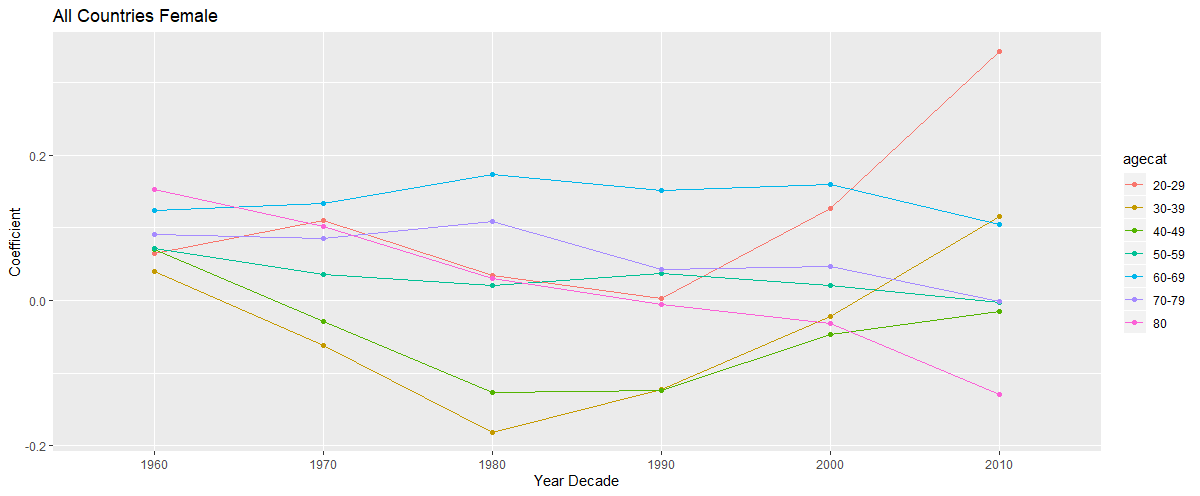 All Countries Female
Coefficient
0.2
0.0
-0.2
1960 1970 1980 1990 2000 2010
Year Decade
agecat
20-29
30-39
40-49
50-59
60-69
70-79
80